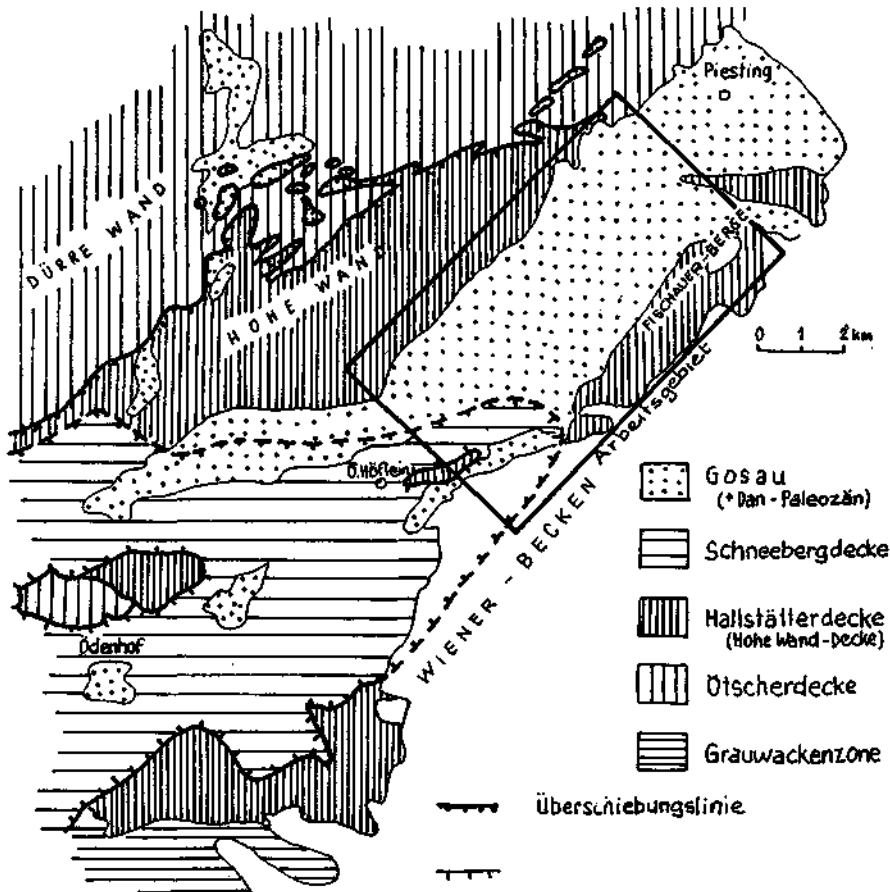 Piesting
DÜRRE WAND
HOHE WAND
FISCHAUER-BERGE
0 1 2 km
Arbeitsgebiet
WIENER - BECKEN
Ö.Höflein
Ödenhof
Gosau
(+Dan - Paleozän)
Schneebergdecke
Hallstätterdecke
(Hohe Wand-Decke)
Ötscherdecke
Grauwackenzone
Überschiebungslinie